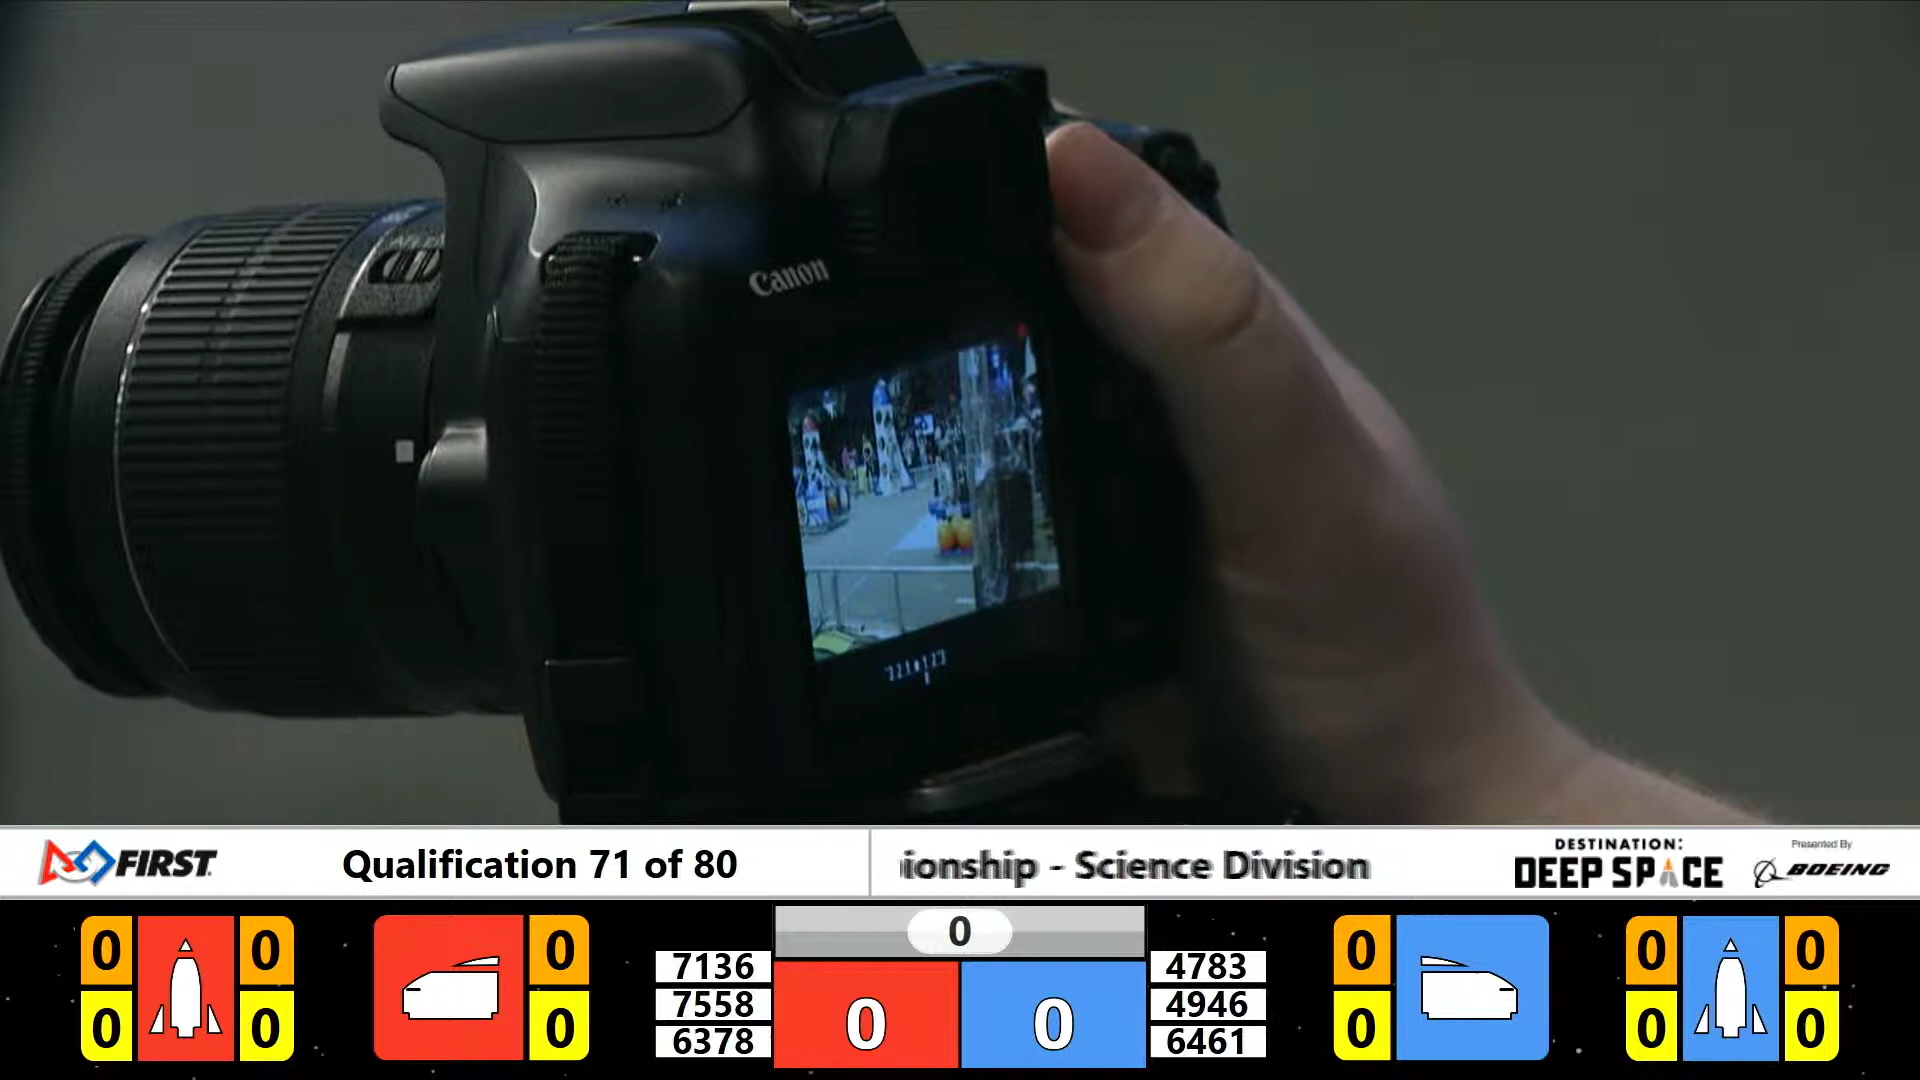 Canon
FIRST
Qualification 71 of 80
ionship - Science Division
DESTINATION:
DEEP SPACE
Presented By
BOEING
0 0 0 0 0 0
7136
7558
6378
0
0 0 0
4783
4946
6461
0 0 0
0 0 0